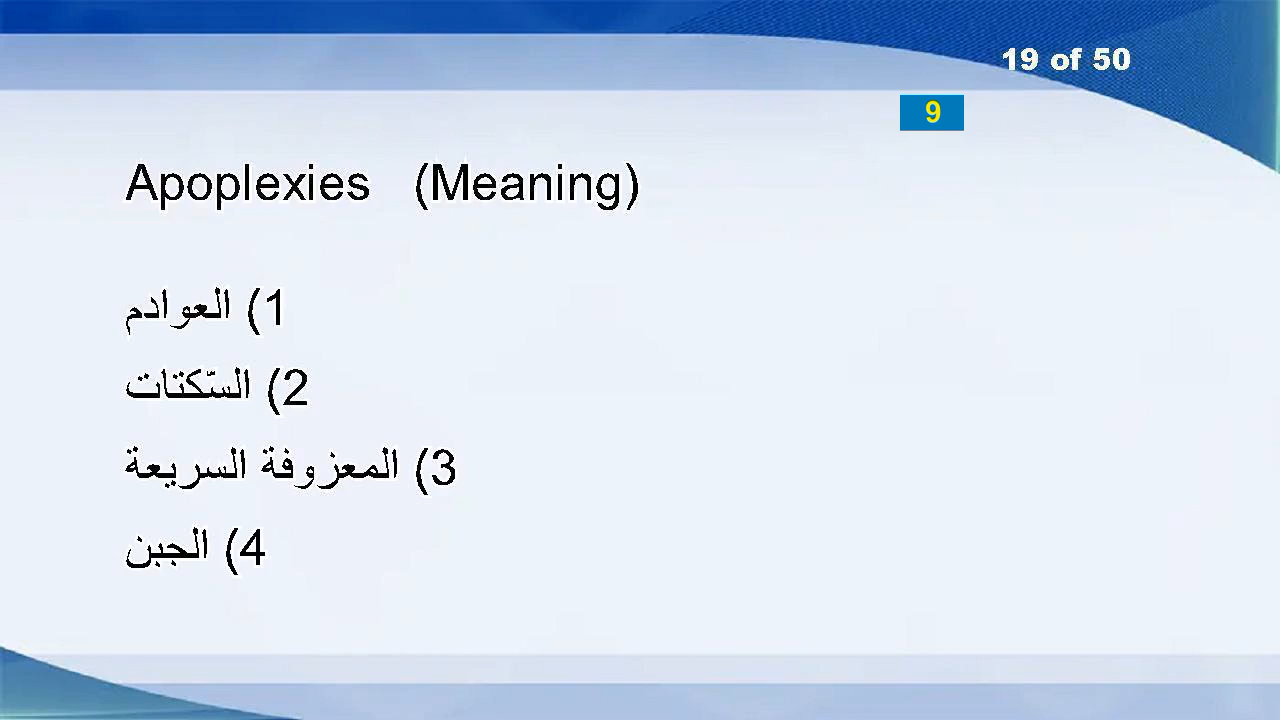 19 of 50
9
Apoplexies (Meaning)
1) العوادم
2) السّكتات
3) المعزوفة السريعة
4) الجبن